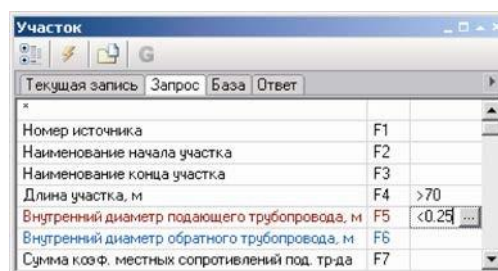 Участок
G
Текущая запись Запрос База Ответ
*
Номер источника F1
Наименование начала участка F2
Наименование конца участка F3
Длина участка, м F4 >70
Внутренний диаметр подающего трубопровода, м F5 <0.25 ...
Внутренний диаметр обратного трубопровода, м F6
Сумма коэф. местных сопротивлений под. тр-да F7